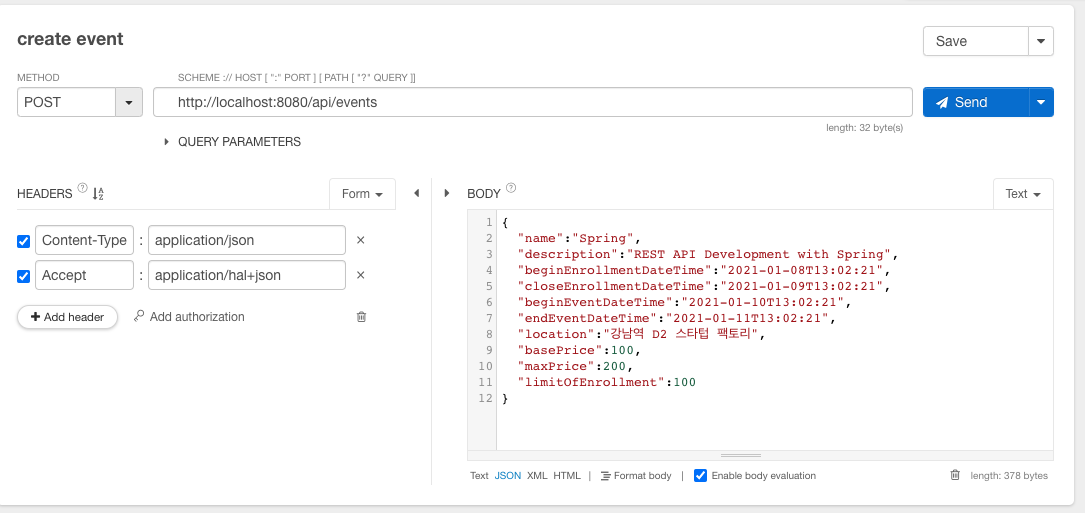 create event
Save
METHOD
SCHEME :// HOST [ ":" PORT ] [ PATH [ "?" QUERY ]]
POST
http://localhost:8080/api/events
Send
length: 32 byte(s)
QUERY PARAMETERS
HEADERS ? Form
Content-Type : application/json ×
Accept : application/hal+json ×
+ Add header Add authorization
BODY ? Text
1 {
2 "name":"Spring",
3 "description":"REST API Development with Spring",
4 "beginEnrollmentDateTime":"2021-01-08T13:02:21",
5 "closeEnrollmentDateTime":"2021-01-09T13:02:21",
6 "beginEventDateTime":"2021-01-10T13:02:21",
7 "endEventDateTime":"2021-01-11T13:02:21",
8 "location":"강남역 D2 스타텁 팩토리",
9 "basePrice":100,
10 "maxPrice":200,
11 "limitOfEnrollment":100
12 }
Text JSON XML HTML | Format body | Enable body evaluation length: 378 bytes